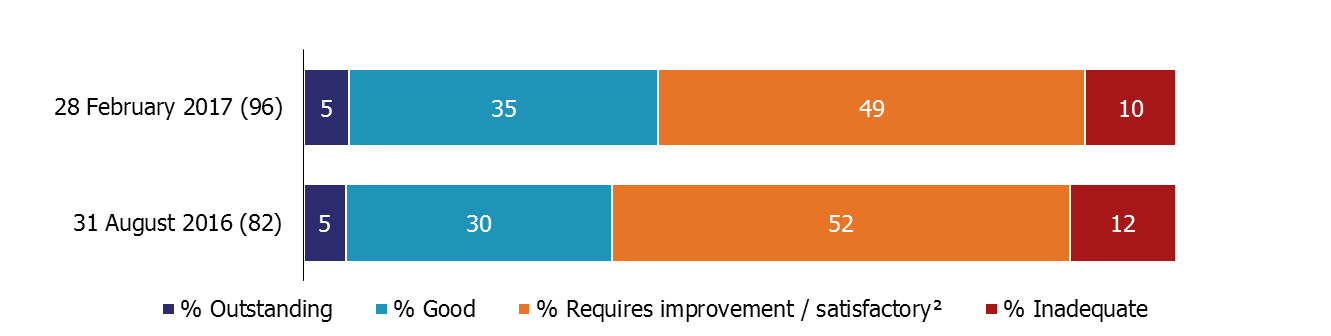 28 February 2017 (96) 5 35 49 10
31 August 2016 (82) 5 30 52 12
% Outstanding % Good % Requires improvement / satisfactory² % Inadequate